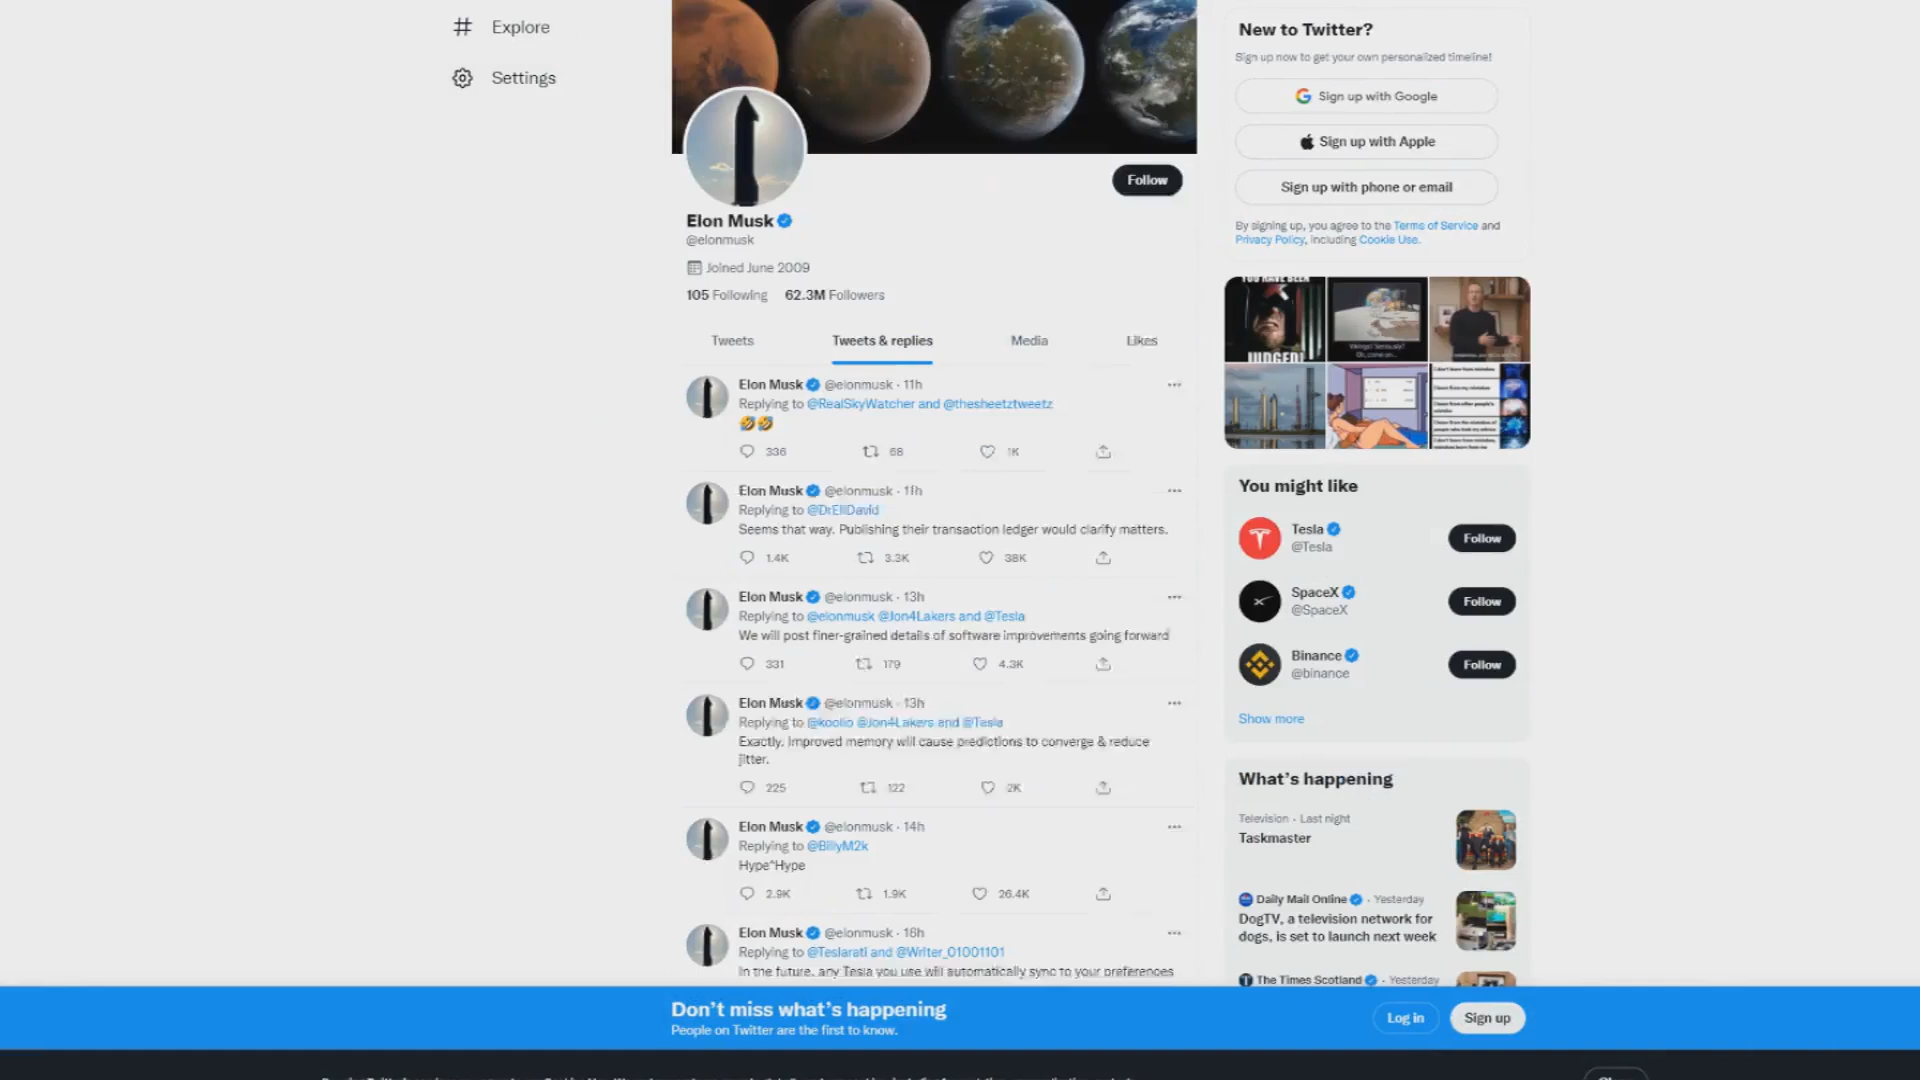 Explore
Settings
Follow
Elon Musk
@elonmusk
Joined June 2009
105 Following 62.3M Followers
Tweets
Tweets & replies
Media
Likes
Elon Musk @elonmusk · 11h
Replying to @RealSkyWatcher and @thesheetztweetz
🤣🤣
336 68 1K
Elon Musk @elonmusk · 11h
Replying to @DrEliDavid
Seems that way. Publishing their transaction ledger would clarify matters.
1.4K 3.3K 38K
Elon Musk @elonmusk · 13h
Replying to @elonmusk @Jon4Lakers and @Tesla
We will post finer-grained details of software improvements going forward
331 179 4.3K
Elon Musk @elonmusk · 13h
Replying to @koolio @Jon4Lakers and @Tesla
Exactly. Improved memory will cause predictions to converge & reduce
jitter.
225 122 2K
Elon Musk @elonmusk · 14h
Replying to @BillyM2k
Hype^Hype
2.9K 1.9K 26.4K
Elon Musk @elonmusk · 16h
Replying to @Teslarati and @Writer_01001101
In the future, any Tesla you use will automatically sync to your preferences
New to Twitter?
Sign up now to get your own personalized timeline!
Sign up with Google
Sign up with Apple
Sign up with phone or email
By signing up, you agree to the Terms of Service and
Privacy Policy, including Cookie Use.
YOU HAVE BEEN
JUDGED!
You might like
Tesla
@Tesla
Follow
SpaceX
@SpaceX
Follow
Binance
@binance
Follow
Show more
What's happening
Television · Last night
Taskmaster
Daily Mail Online · Yesterday
DogTV, a television network for
dogs, is set to launch next week
The Times Scotland · Yesterday
Don't miss what's happening
People on Twitter are the first to know.
Log in
Sign up